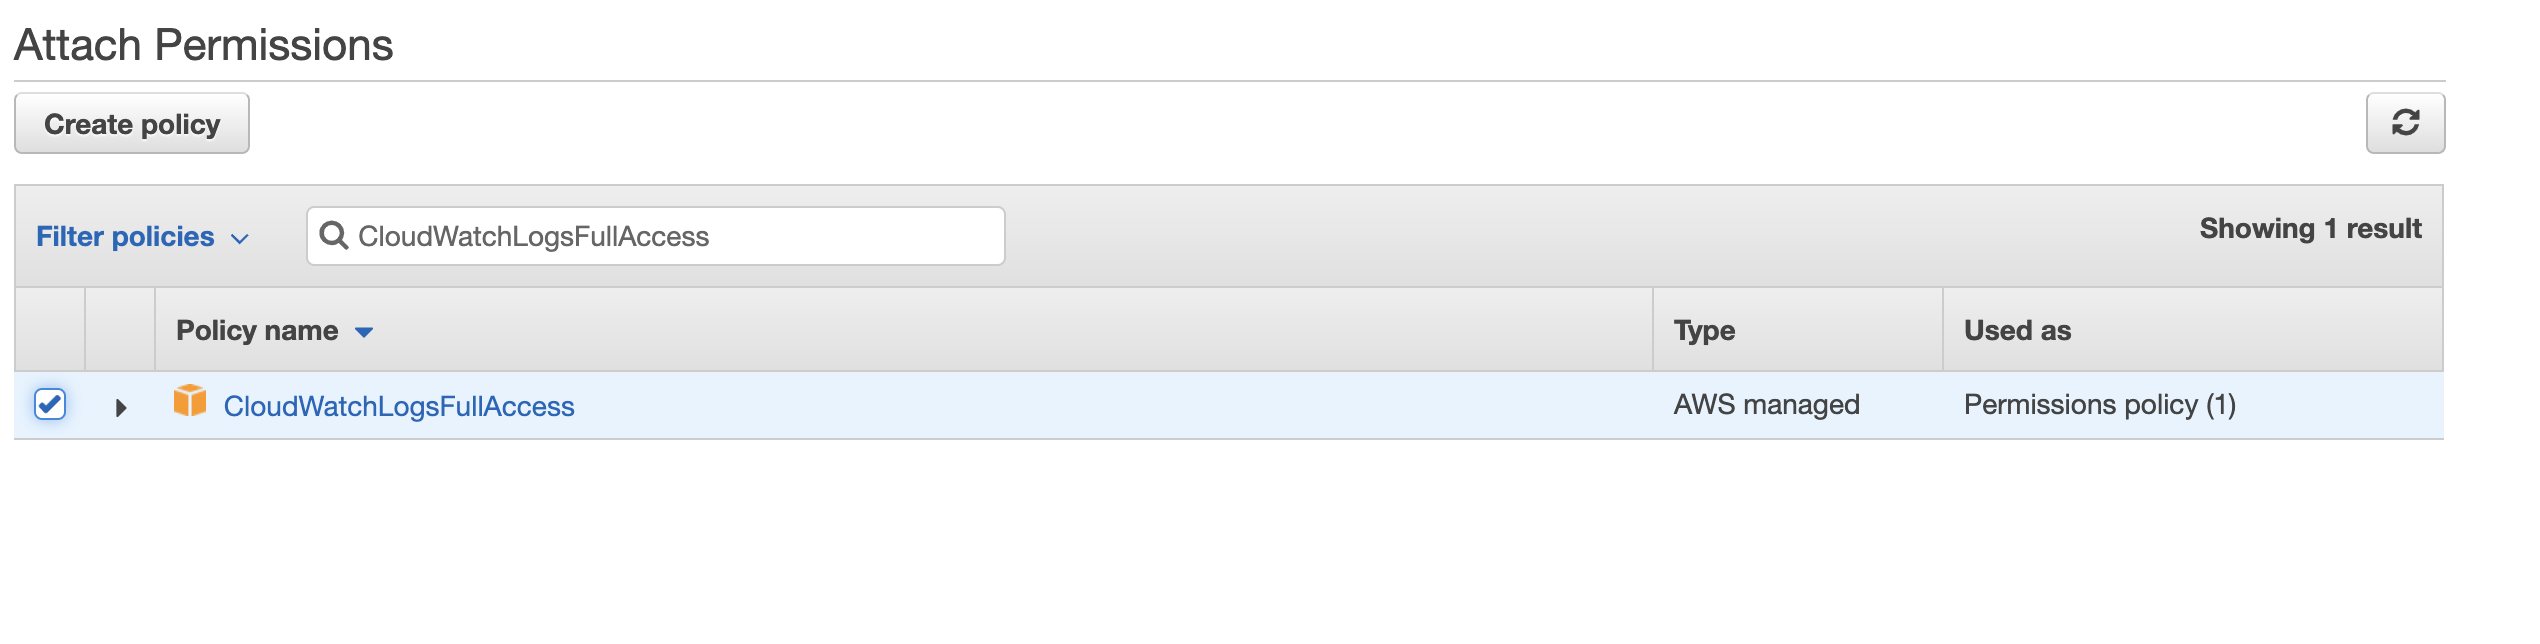 Attach Permissions
Create policy
Filter policies
CloudWatchLogsFullAccess
Showing 1 result
Policy name Type Used as
CloudWatchLogsFullAccess AWS managed Permissions policy (1)